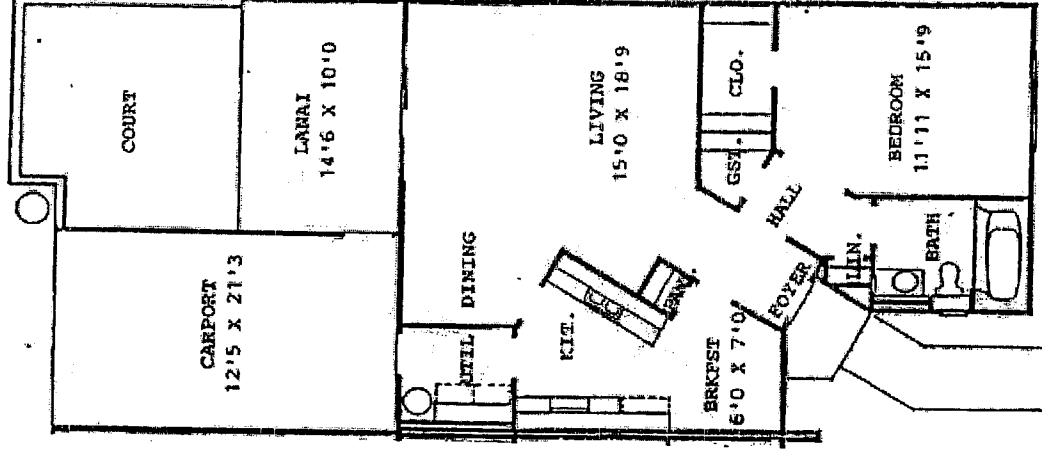 COURT
LANAI
14'6 X 10'0
CARPORT
12'5 X 21'3
LIVING
15'0 X 18'9
DINING
UTIL
KIT.
PAN.
BRKFST
6'0 X 7'0
FOYER
HALL
GST.
CLO.
BEDROOM
11'11 X 15'9
LIN.
BATH